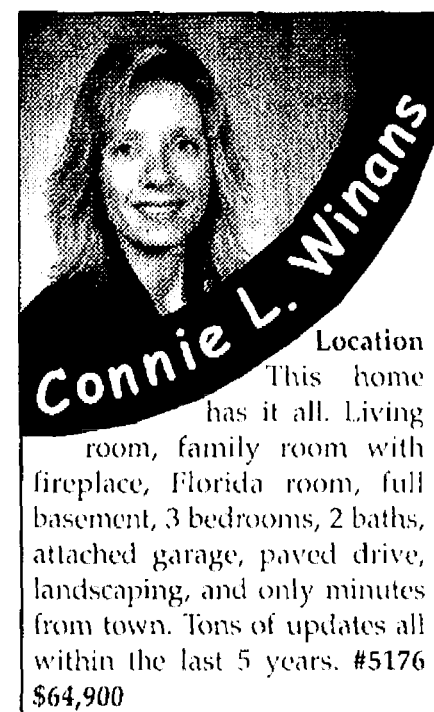 Connie L. Winans
Location
This home
has it all. Living
room, family room with
fireplace, Florida room, full
basement, 3 bedrooms, 2 baths,
attached garage, paved drive,
landscaping, and only minutes
from town. Tons of updates all
within the last 5 years. #5176
$64,900